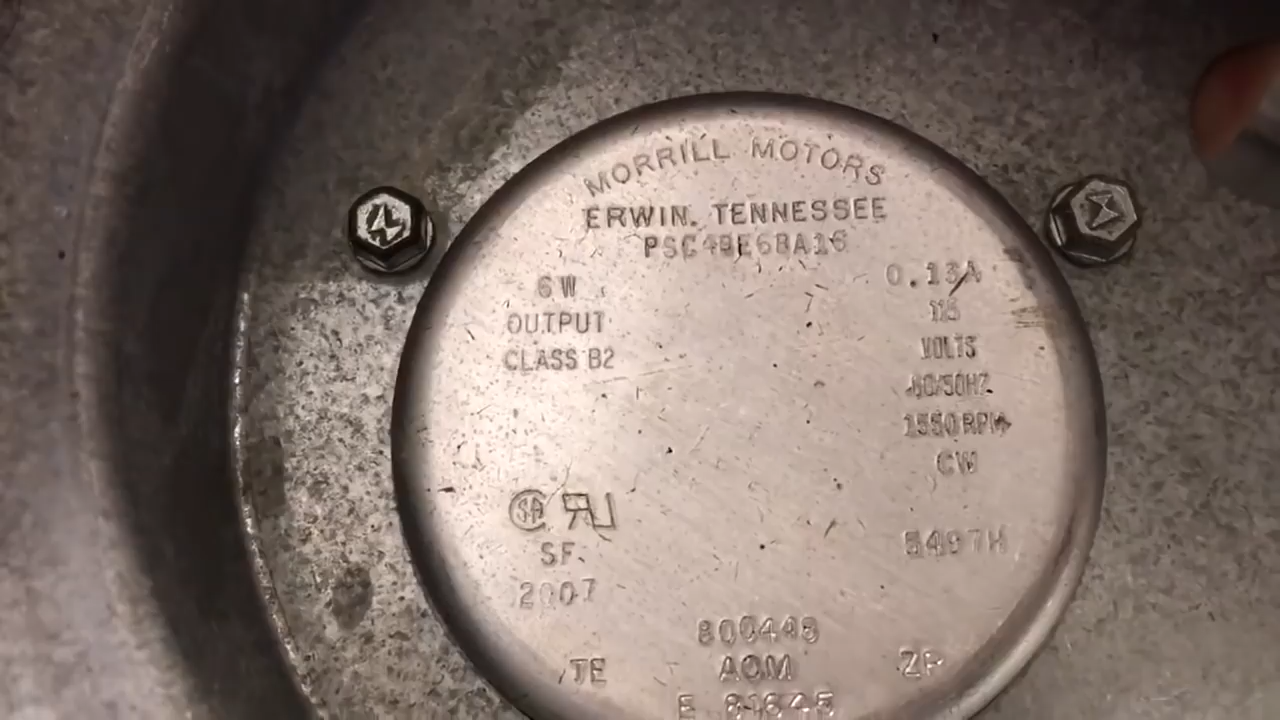 MORRILL MOTORS
ERWIN. TENNESSEE
6 W
OUTPUT
CLASS B2
0.13A
115
VOLTS
60/50HZ
1550 RPM
CW
SA
SF
2007
5497H
TE
AOM
ZP